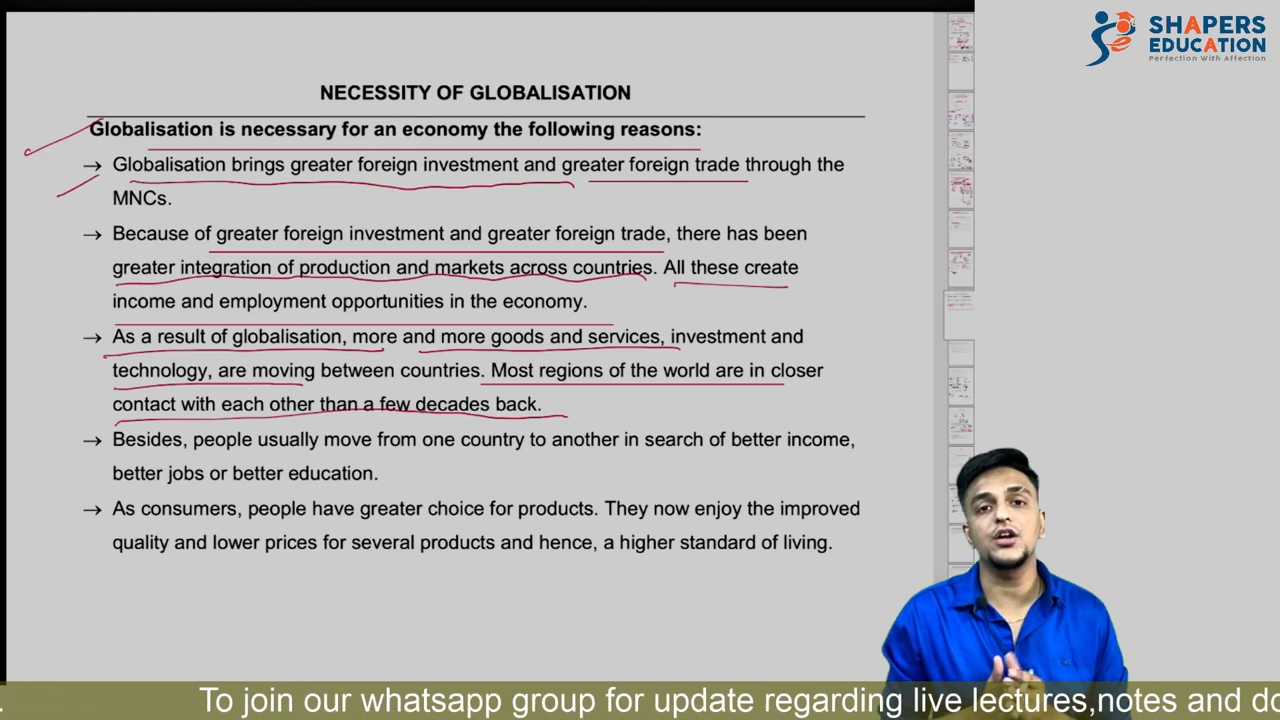 SHAPERS
EDUCATION
Perfection With Affection
NECESSITY OF GLOBALISATION
Globalisation is necessary for an economy the following reasons:
→ Globalisation brings greater foreign investment and greater foreign trade through the
MNCs.
→ Because of greater foreign investment and greater foreign trade, there has been
greater integration of production and markets across countries. All these create
income and employment opportunities in the economy.
→ As a result of globalisation, more and more goods and services, investment and
technology, are moving between countries. Most regions of the world are in closer
contact with each other than a few decades back.
→ Besides, people usually move from one country to another in search of better income,
better jobs or better education.
→ As consumers, people have greater choice for products. They now enjoy the improved
quality and lower prices for several products and hence, a higher standard of living.
. To join our whatsapp group for update regarding live lectures,notes and do